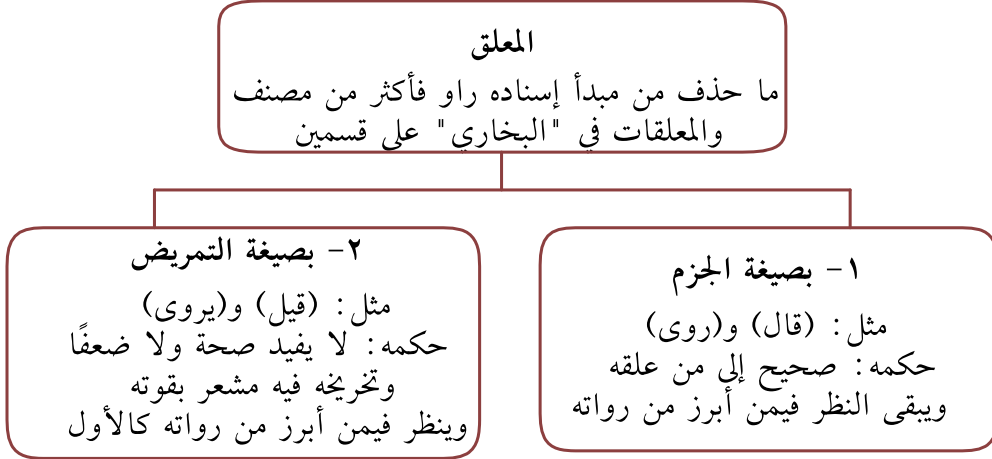 المعلق
ما حذف من مبدأ إسناده راو فأكثر من مصنف
والمعلقات في "البخاري" على قسمين
١- بصيغة الجزم
مثل: (قال) و(روى)
حكمه: صحيح إلى من علقه
ويبقى النظر فيمن أبرز من رواته
٢- بصيغة التمريض
مثل: (قيل) و(يروى)
حكمه: لا يفيد صحة ولا ضعفًا
وتخريخه فيه مشعر بقوته
وينظر فيمن أبرز من رواته كالأول